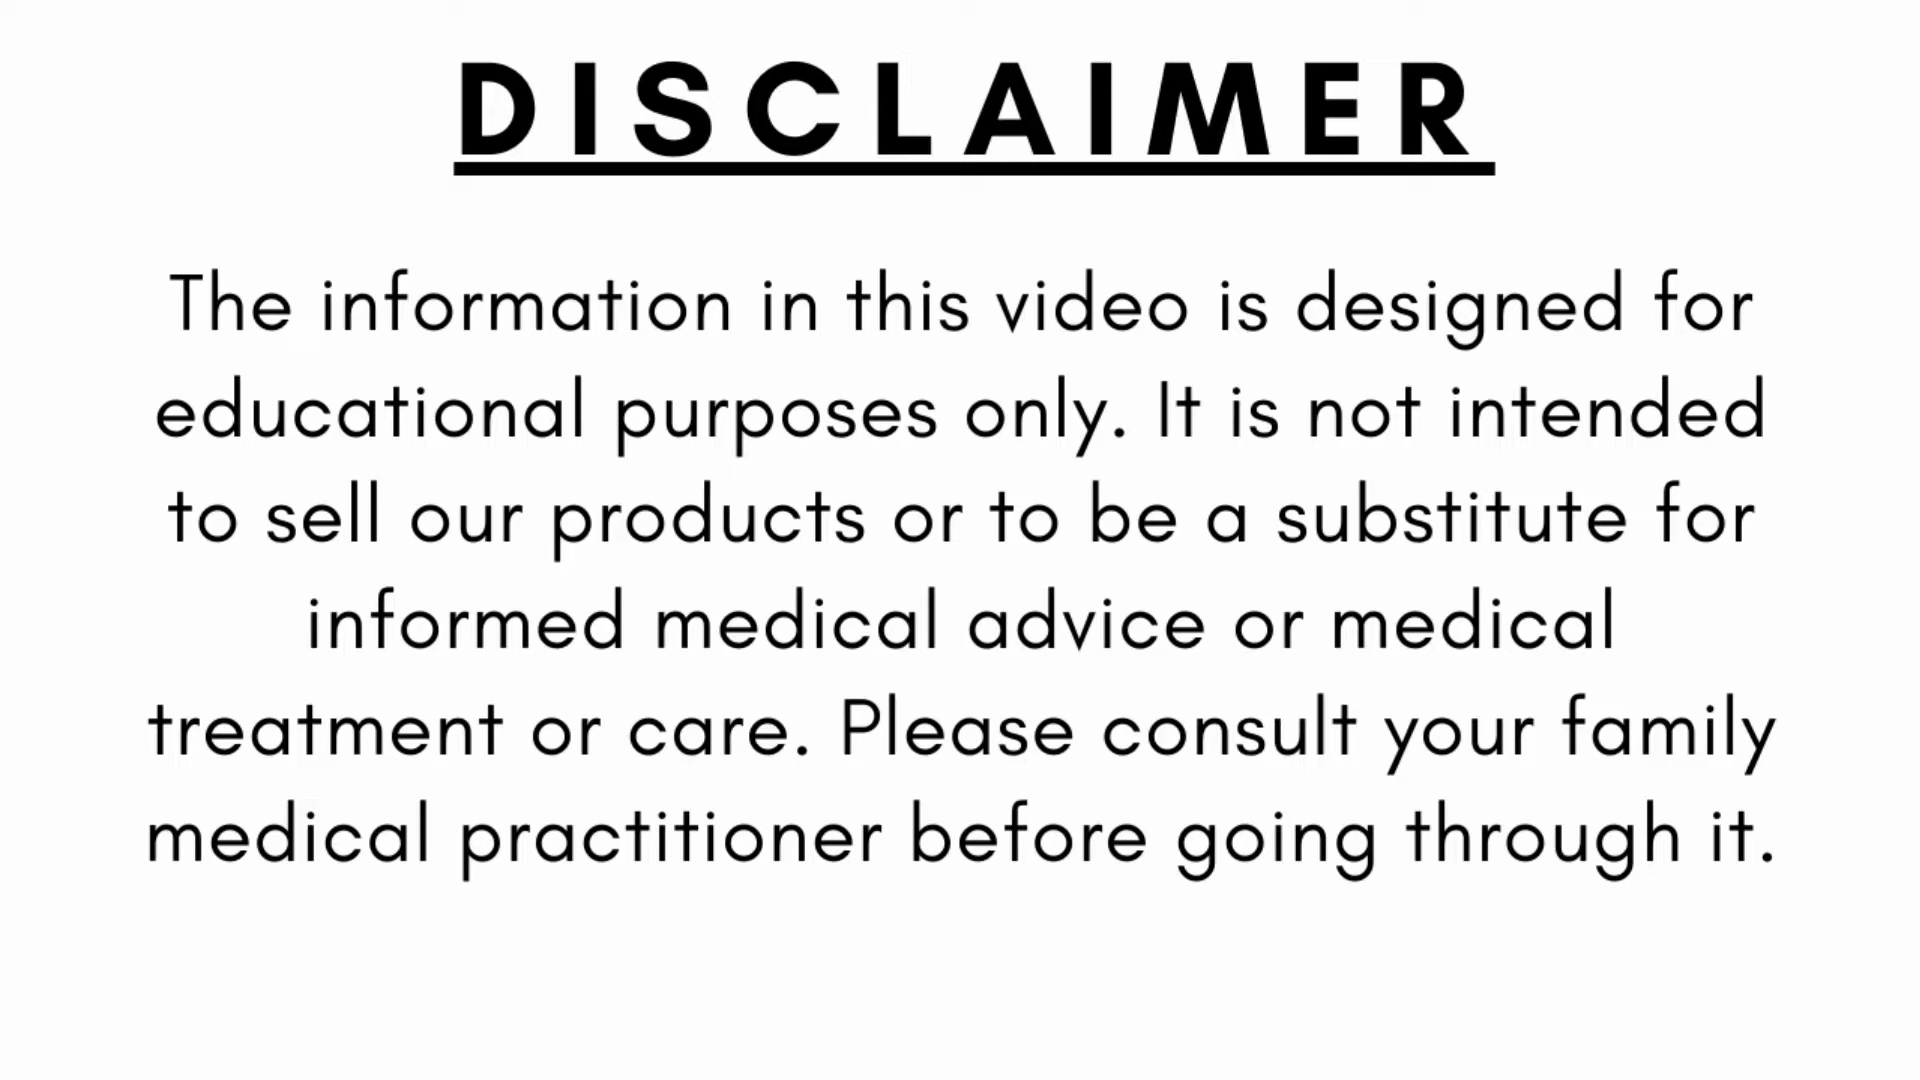 DISCLAIMER
The information in this video is designed for
educational purposes only. It is not intended
to sell our products or to be a substitute for
informed medical advice or medical
treatment or care. Please consult your family
medical practitioner before going through it.